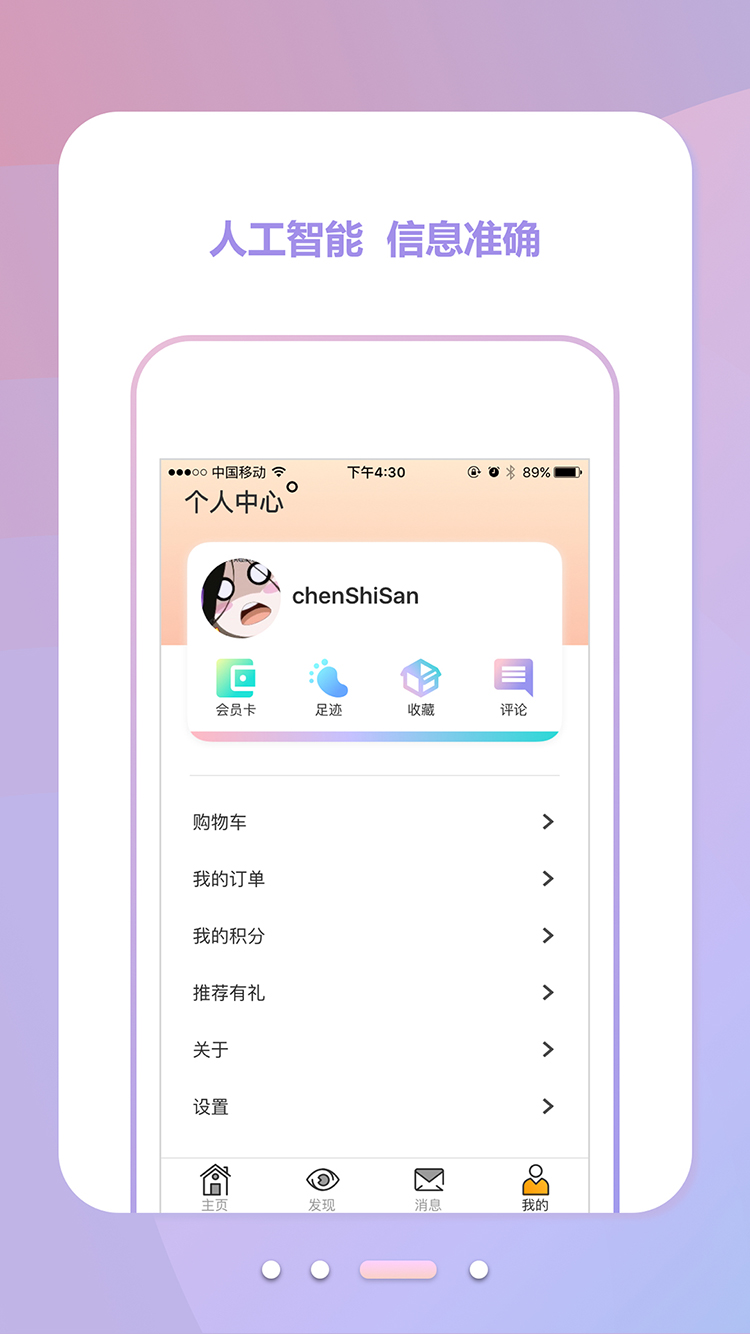 人工智能 信息准确
中国移动 下午4:30 89%
个人中心
chenShiSan
会员卡 足迹 收藏 评论
购物车
我的订单
我的积分
推荐有礼
关于
设置
主页 发现 消息 我的